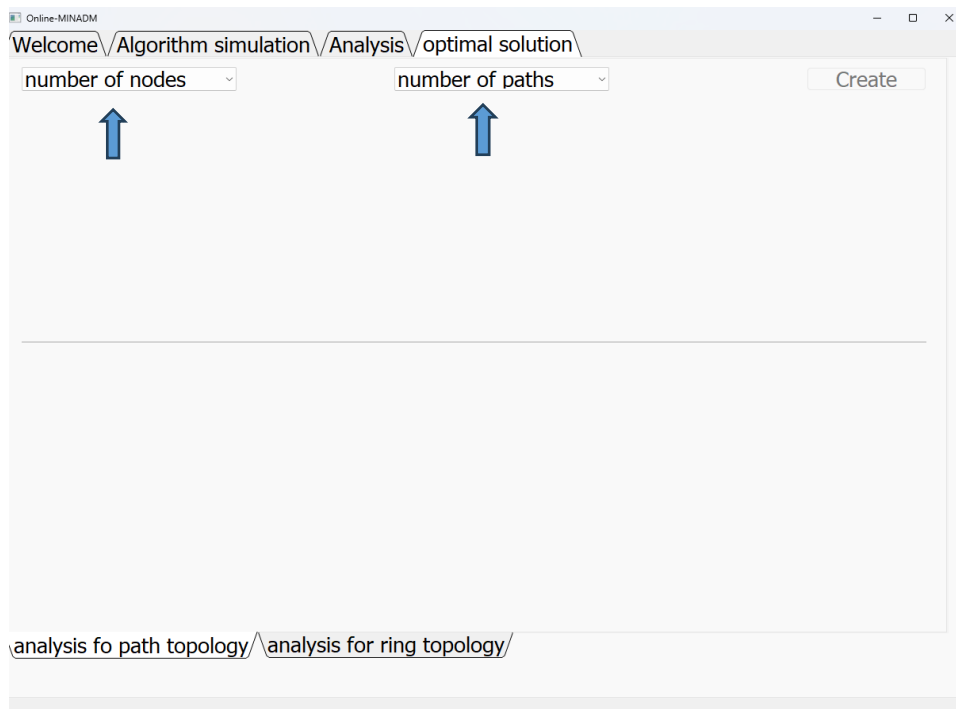 Online-MINADM
Welcome Algorithm simulation Analysis optimal solution
number of nodes number of paths Create
analysis fo path topology analysis for ring topology